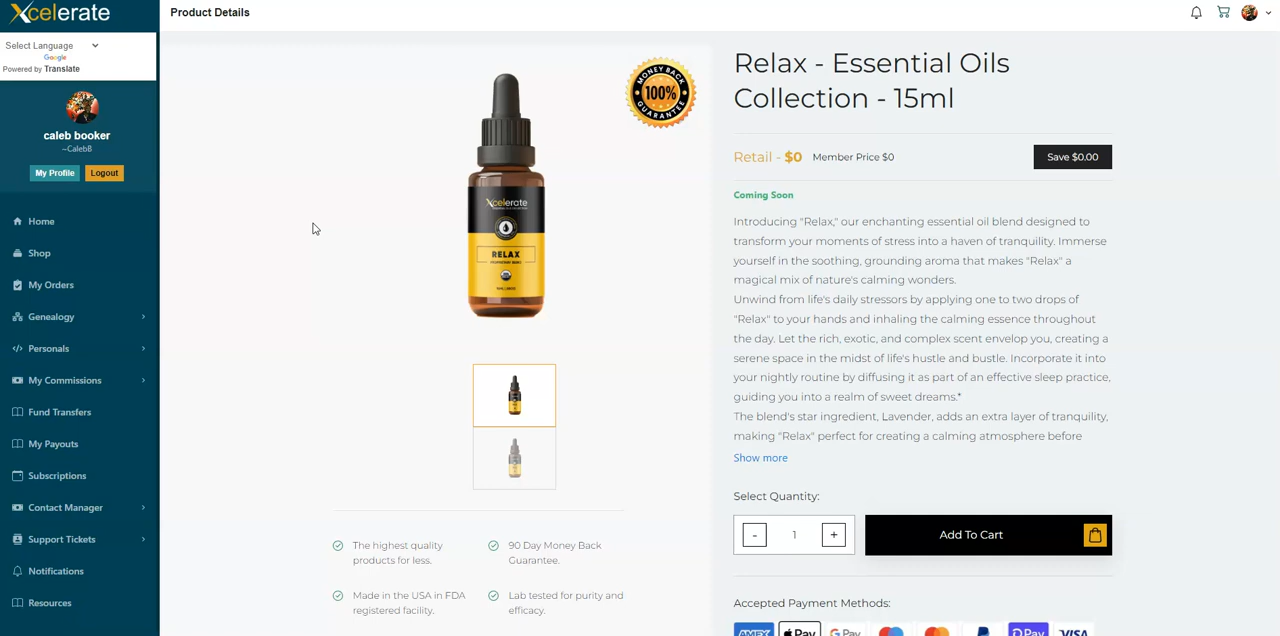 Xcelerate
Product Details
Select Language
Google
Powered by Translate
caleb booker
~CalebB
My Profile
Logout
Home
Shop
My Orders
Genealogy
Personals
My Commissions
Fund Transfers
My Payouts
Subscriptions
Contact Manager
Support Tickets
Notifications
Resources
MONEY BACK
100%
GUARANTEE
Xcelerate
RELAX
The highest quality
products for less.
90 Day Money Back
Guarantee.
Made in the USA in FDA
registered facility.
Lab tested for purity and
efficacy.
Relax - Essential Oils
Collection - 15ml
Retail - $0 Member Price $0
Save $0.00
Coming Soon
Introducing "Relax," our enchanting essential oil blend designed to
transform your moments of stress into a haven of tranquility. Immerse
yourself in the soothing, grounding aroma that makes "Relax" a
magical mix of nature's calming wonders.
Unwind from life's daily stressors by applying one to two drops of
"Relax" to your hands and inhaling the calming essence throughout
the day. Let the rich, exotic, and complex scent envelop you, creating a
serene space in the midst of life's hustle and bustle. Incorporate it into
your nightly routine by diffusing it as part of an effective sleep practice,
guiding you into a realm of sweet dreams.*
The blend's star ingredient, Lavender, adds an extra layer of tranquility,
making "Relax" perfect for creating a calming atmosphere before
Show more
Select Quantity:
- 1 +
Add To Cart
Accepted Payment Methods:
AMEX
Pay
G Pay
Pay
VISA